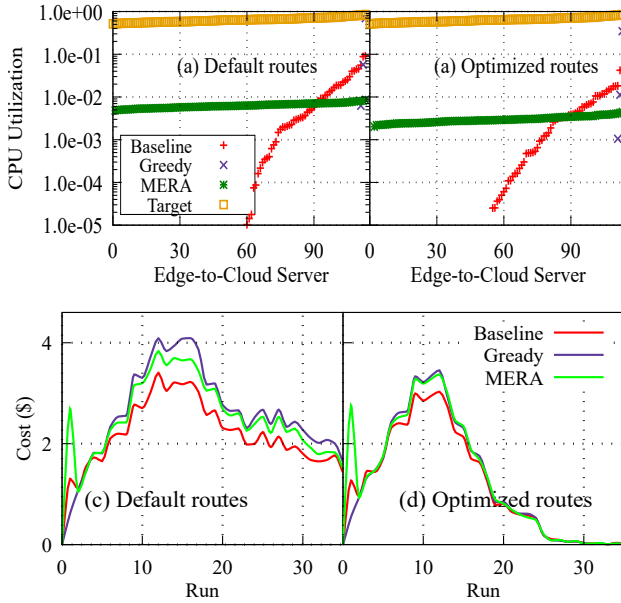 1.0e+00
1.0e-01
1.0e-02
1.0e-03
1.0e-04
1.0e-05
CPU Utilization
(a) Default routes
(a) Optimized routes
Baseline
Greedy
MERA
Target
0 30 60 90
0 30 60 90
Edge-to-Cloud Server
Edge-to-Cloud Server
4
2
0
Cost ($)
Baseline
Gready
MERA
(c) Default routes
(d) Optimized routes
0 10 20 30
0 10 20 30
Run
Run